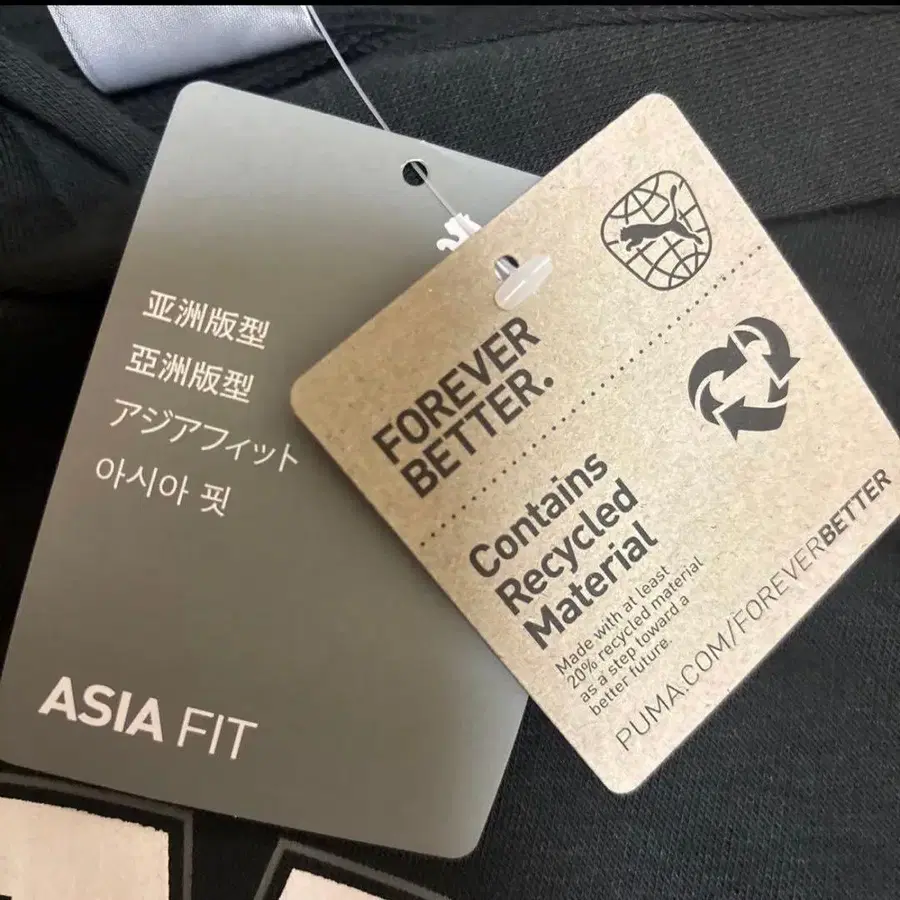 亚洲版型
亞洲版型
アジアフィット
아시아 핏
ASIA FIT
FOREVER
BETTER.
Contains
Recycled
Material
Made with at least
20% recycled material
as a step toward a
better future.
PUMA.COM/FOREVERBETTER